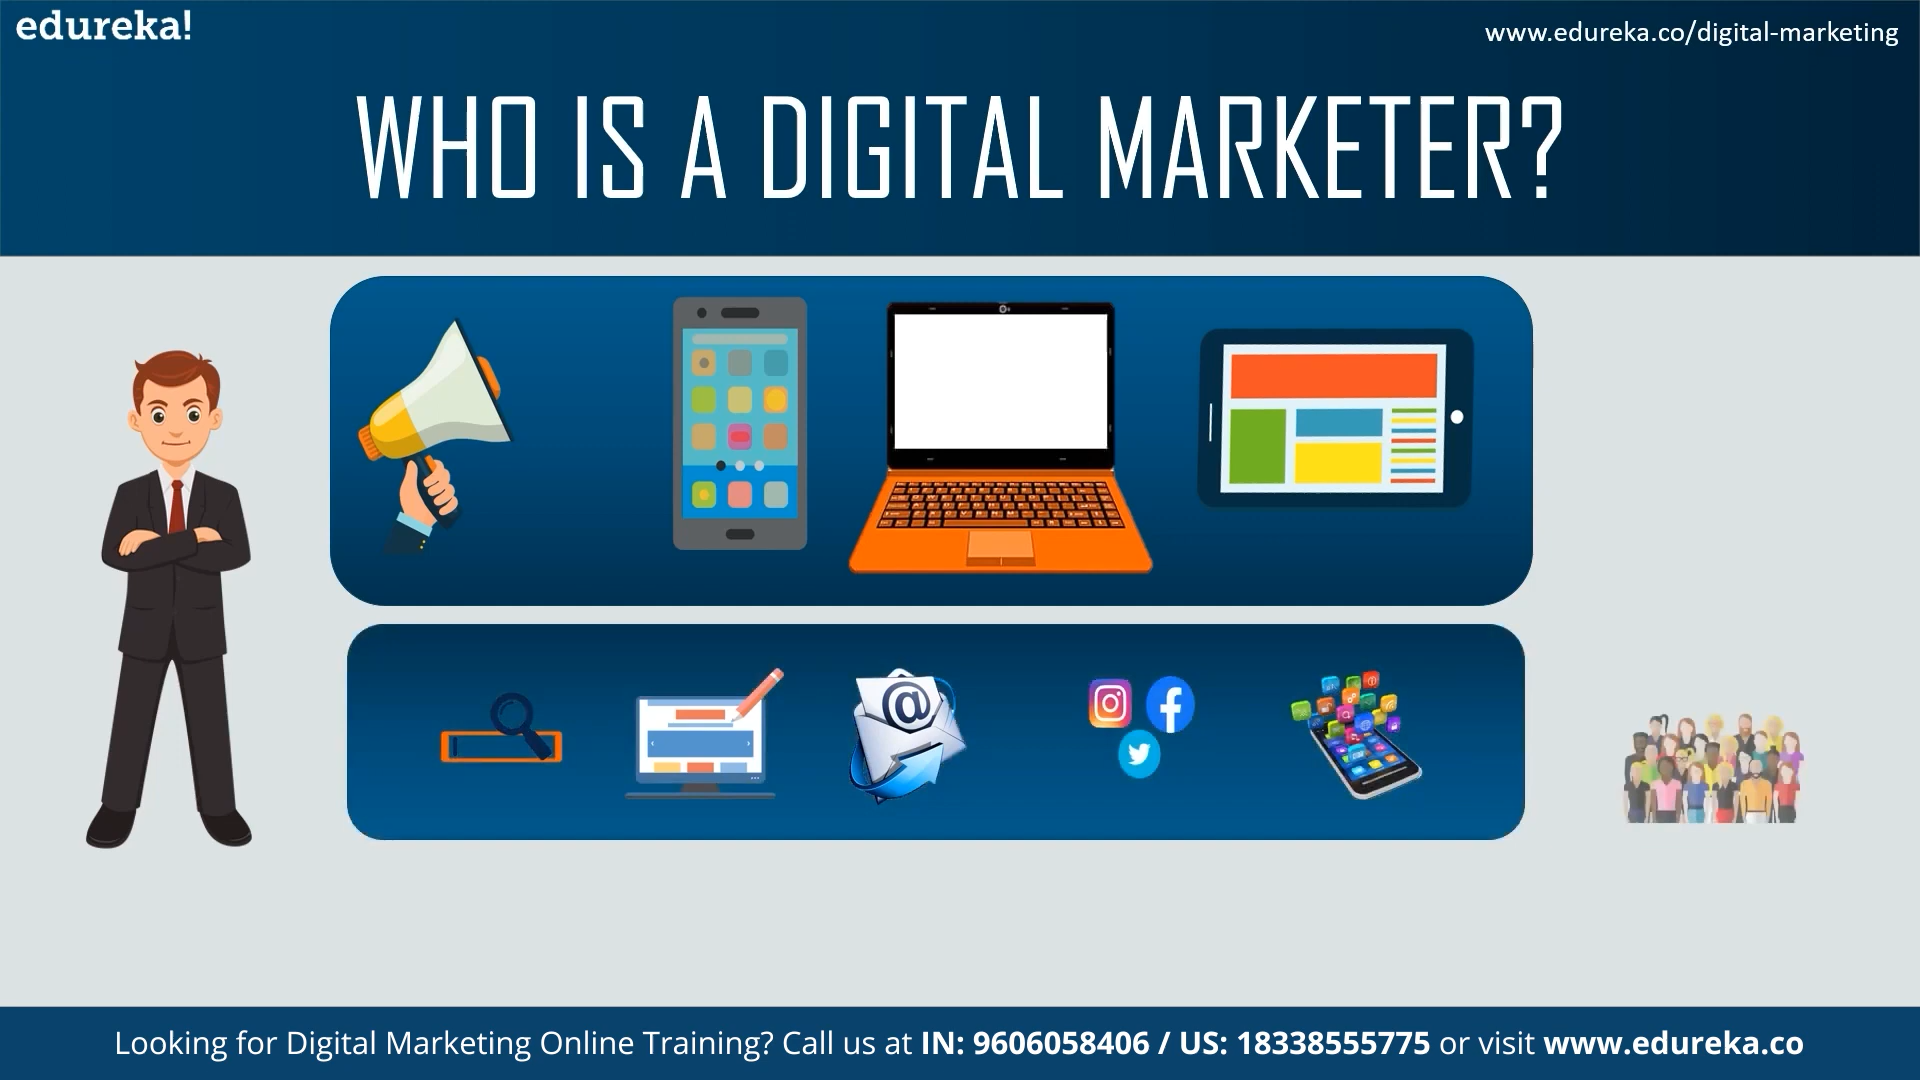 edureka!
www.edureka.co/digital-marketing
WHO IS A DIGITAL MARKETER?
@
Looking for Digital Marketing Online Training? Call us at IN: 9606058406 / US: 18338555775 or visit www.edureka.co